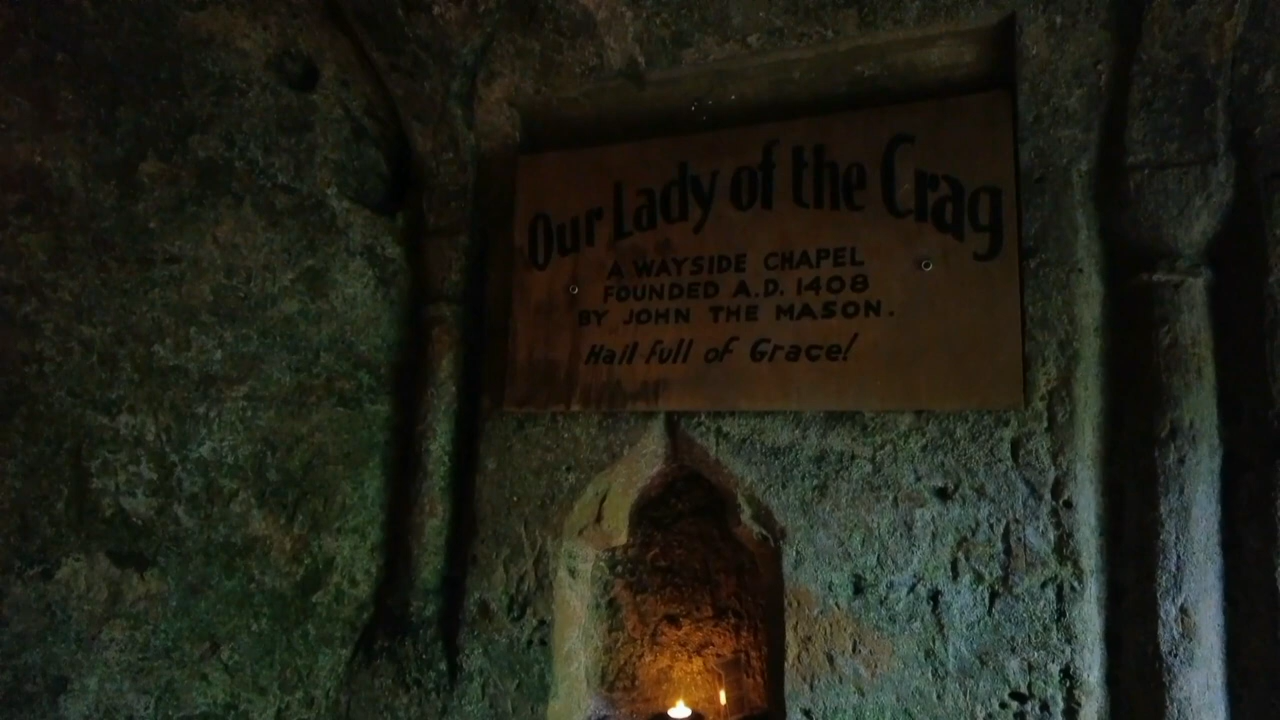 Our Lady of the Crag
A WAYSIDE CHAPEL
FOUNDED A.D. 1408
BY JOHN THE MASON.
Hail full of Grace!